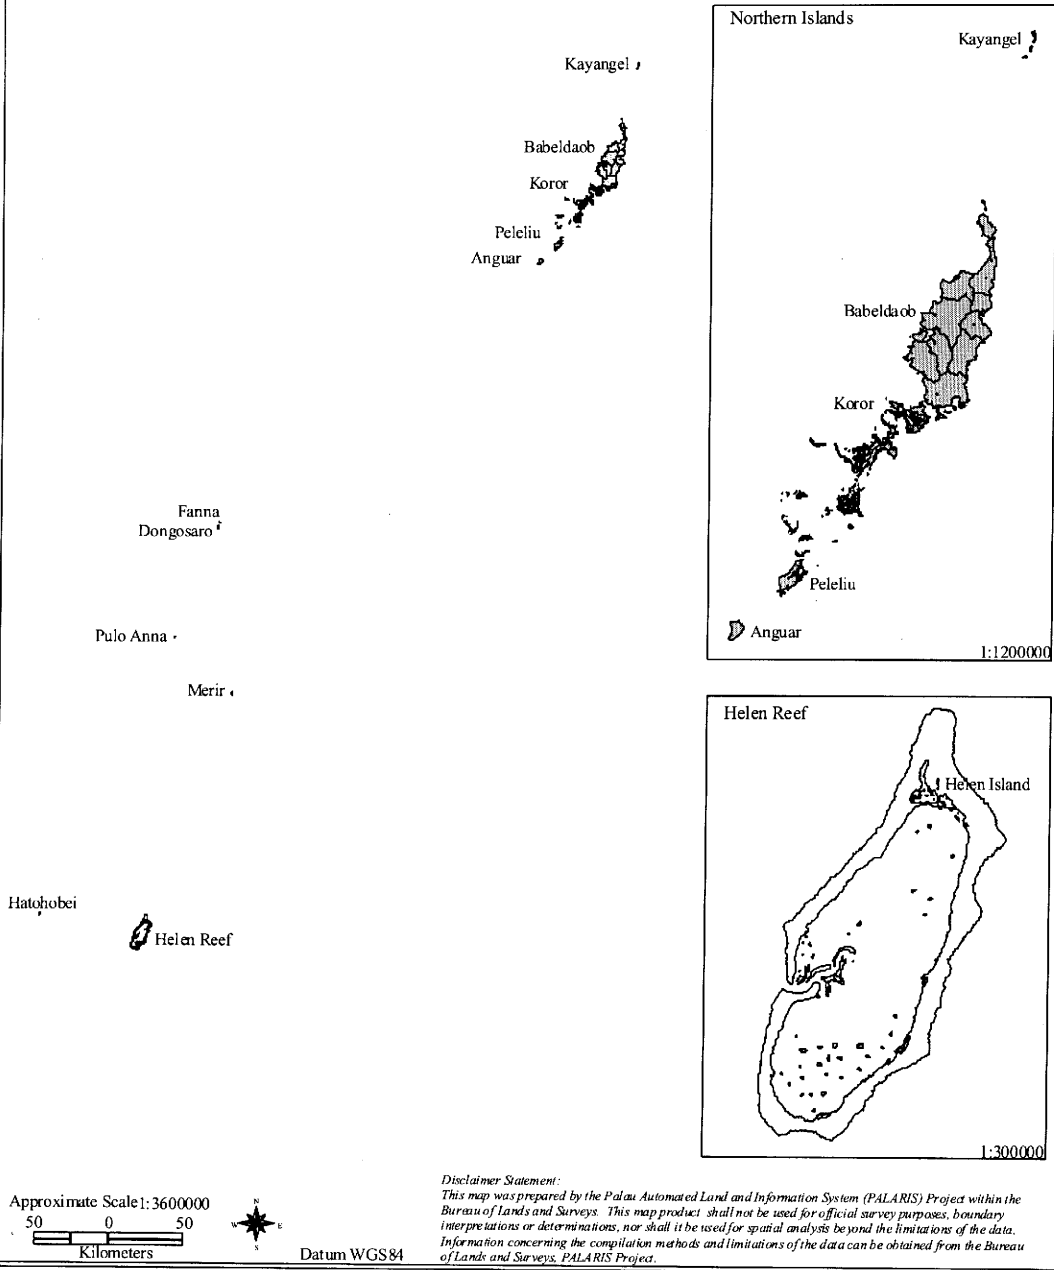 Northern Islands
Kayangel
Kayangel
Babeldaob
Koror
Peleliu
Anguar
Babeldaob
Koror
Peleliu
Anguar
1:1200000
Fanna
Dongosaro
Pulo Anna
Merir
Helen Reef
Helen Island
Hatohobei
Helen Reef
1:300000
Approximate Scale 1:3600000
50 0 50
Kilometers
N
W E
S
Datum WGS84
Disclaimer Statement:
This map was prepared by the Palau Automated Land and Information System (PALARIS) Project within the
Bureau of Lands and Surveys. This map product shall not be used for official survey purposes, boundary
interpretations or determinations, nor shall it be used for spatial analysis beyond the limitations of the data.
Information concerning the compilation methods and limitations of the data can be obtained from the Bureau
of Lands and Surveys, PALARIS Project.